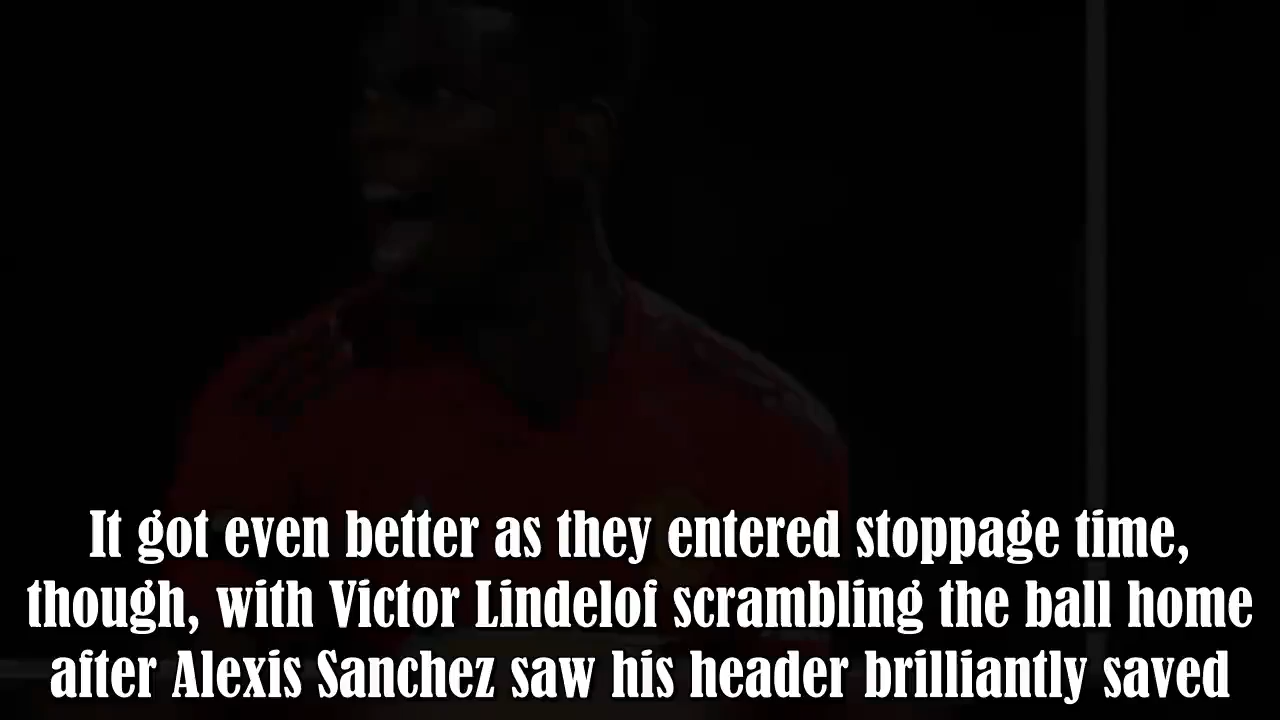 It got even better as they entered stoppage time,
though, with Victor Lindelof scrambling the ball home
after Alexis Sanchez saw his header brilliantly saved